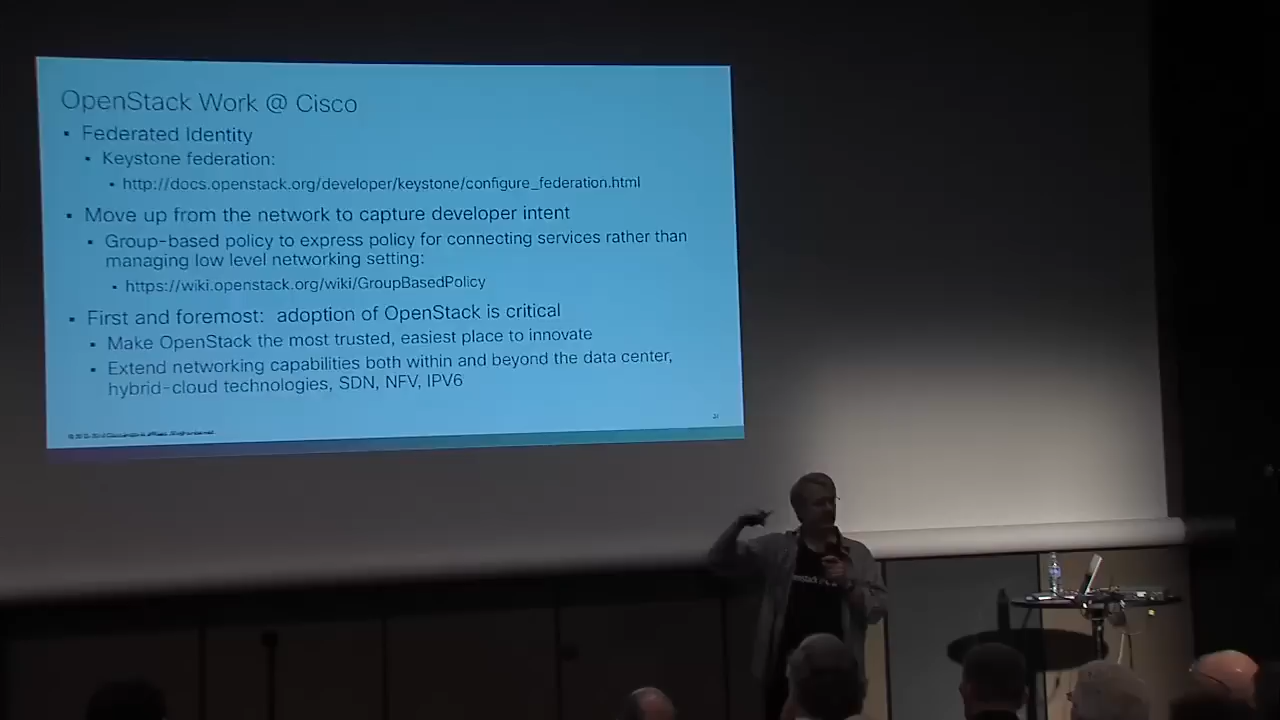 OpenStack Work @ Cisco
▪ Federated Identity
▪ Keystone federation:
▪ http://docs.openstack.org/developer/keystone/configure_federation.html
▪ Move up from the network to capture developer intent
▪ Group-based policy to express policy for connecting services rather than
managing low level networking setting:
▪ https://wiki.openstack.org/wiki/GroupBasedPolicy
▪ First and foremost: adoption of OpenStack is critical
▪ Make OpenStack the most trusted, easiest place to innovate
▪ Extend networking capabilities both within and beyond the data center,
hybrid-cloud technologies, SDN, NFV, IPV6